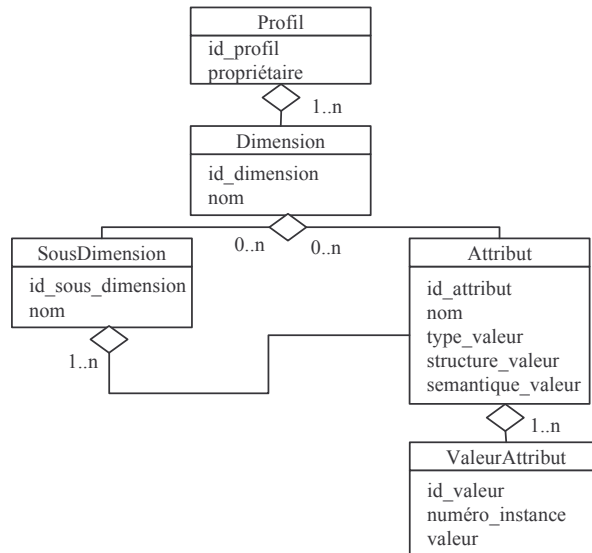 Profil
id_profil
propriétaire
1..n
Dimension
id_dimension
nom
0..n
0..n
SousDimension
id_sous_dimension
nom
1..n
Attribut
id_attribut
nom
type_valeur
structure_valeur
semantique_valeur
1..n
ValeurAttribut
id_valeur
numéro_instance
valeur